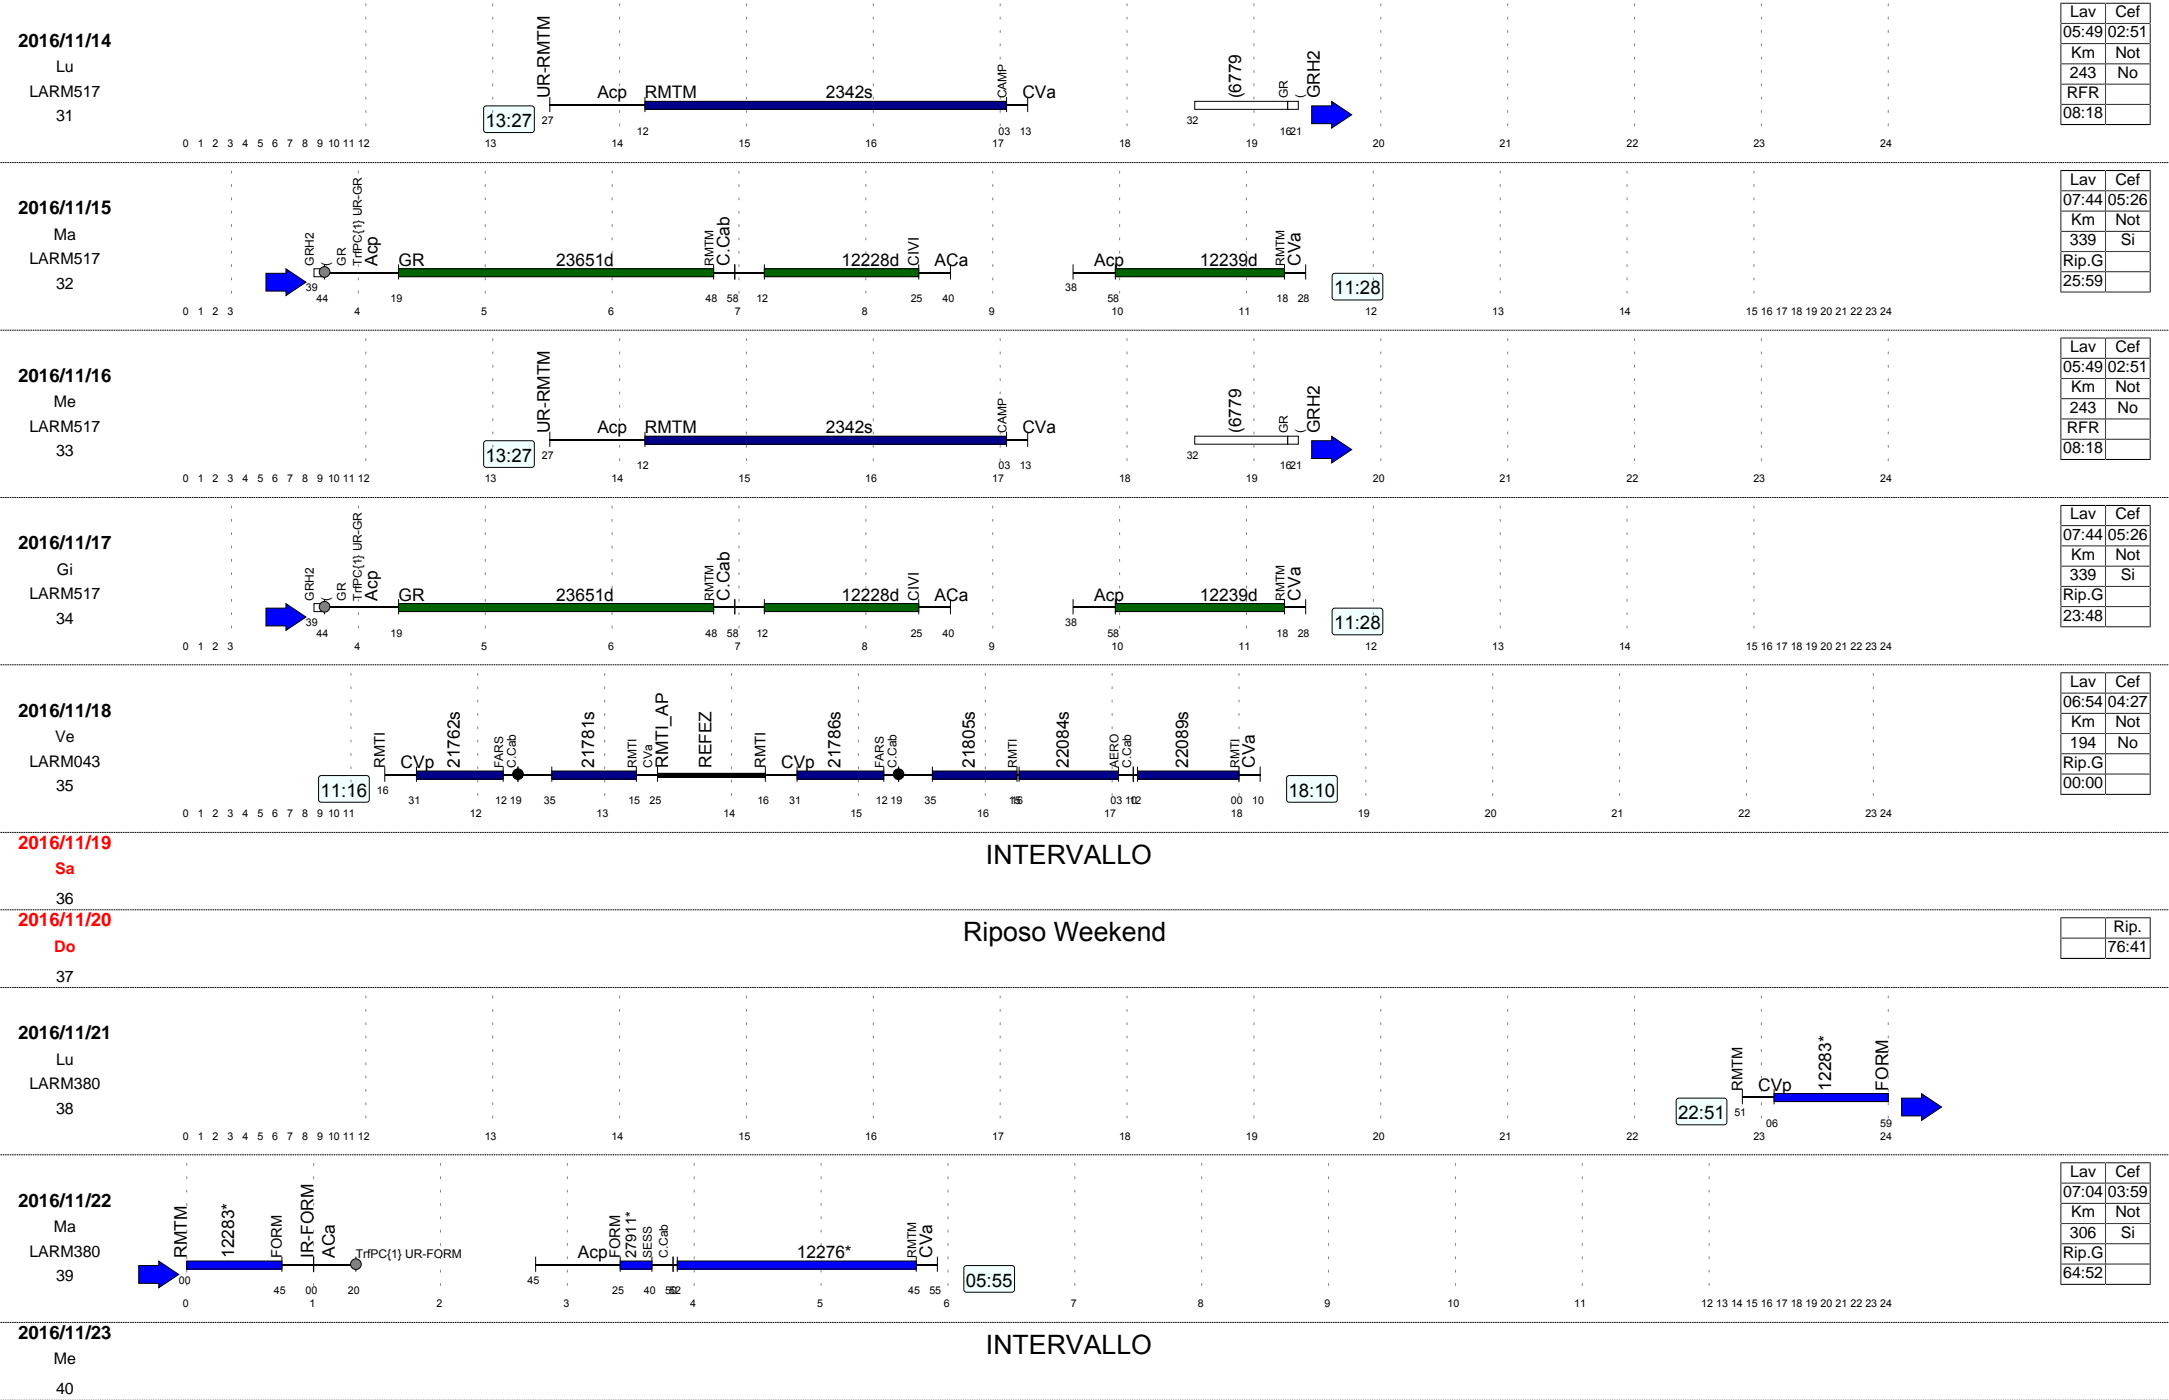 2016/11/14
Lu
LARM517
31
13:27
UR-RMTM
Acp
RMTM
2342s
CAMP
CVa
(6779
GR
(
GRH2
27
12
03
13
32
16
21
0 1 2 3 4 5 6 7 8 9 10 11 12 13 14 15 16 17 18 19 20 21 22 23 24
Lav Cef
05:49 02:51
Km Not
243 No
RFR
08:18
2016/11/15
Ma
LARM517
32
GRH2
(
GR
TrfPC{1} UR-GR
Acp
GR
23651d
RMTM
C.Cab
12228d
CIVI
ACa
Acp
12239d
RMTM
CVa
11:28
39
44
19
48
58
12
25
40
38
58
18
28
0 1 2 3 4 5 6 7 8 9 10 11 12 13 14 15 16 17 18 19 20 21 22 23 24
Lav Cef
07:44 05:26
Km Not
339 Si
Rip.G
25:59
2016/11/16
Me
LARM517
33
13:27
UR-RMTM
Acp
RMTM
2342s
CAMP
CVa
(6779
GR
(
GRH2
27
12
03
13
32
16
21
0 1 2 3 4 5 6 7 8 9 10 11 12 13 14 15 16 17 18 19 20 21 22 23 24
Lav Cef
05:49 02:51
Km Not
243 No
RFR
08:18
2016/11/17
Gi
LARM517
34
GRH2
(
GR
TrfPC{1} UR-GR
Acp
GR
23651d
RMTM
C.Cab
12228d
CIVI
ACa
Acp
12239d
RMTM
CVa
11:28
39
44
19
48
58
12
25
40
38
58
18
28
0 1 2 3 4 5 6 7 8 9 10 11 12 13 14 15 16 17 18 19 20 21 22 23 24
Lav Cef
07:44 05:26
Km Not
339 Si
Rip.G
23:48
2016/11/18
Ve
LARM043
35
11:16
RMTI
CVp
21762s
FARS
C.Cab
21781s
RMTI
CVa
RMTI_AP
REFEZ
RMTI
CVp
21786s
FARS
C.Cab
21805s
RMTI
22084s
AERO
C.Cab
22089s
RMTI
CVa
18:10
16
31
12
19
35
15
25
16
31
12
19
35
15
16
03
10
12
00
10
0 1 2 3 4 5 6 7 8 9 10 11 12 13 14 15 16 17 18 19 20 21 22 23 24
Lav Cef
06:54 04:27
Km Not
194 No
Rip.G
00:00
2016/11/19
Sa
36
INTERVALLO
2016/11/20
Do
37
Riposo Weekend
Rip.
76:41
2016/11/21
Lu
LARM380
38
22:51
RMTM
CVp
12283*
FORM
51
06
59
0 1 2 3 4 5 6 7 8 9 10 11 12 13 14 15 16 17 18 19 20 21 22 23 24
2016/11/22
Ma
LARM380
39
RMTM
12283*
FORM
UR-FORM
ACa
TrfPC{1} UR-FORM
Acp
FORM
27911*
SESS
C.Cab
12276*
RMTM
CVa
05:55
00
45
00
20
45
25
40
50
52
45
55
0 1 2 3 4 5 6 7 8 9 10 11 12 13 14 15 16 17 18 19 20 21 22 23 24
Lav Cef
07:04 03:59
Km Not
306 Si
Rip.G
64:52
2016/11/23
Me
40
INTERVALLO